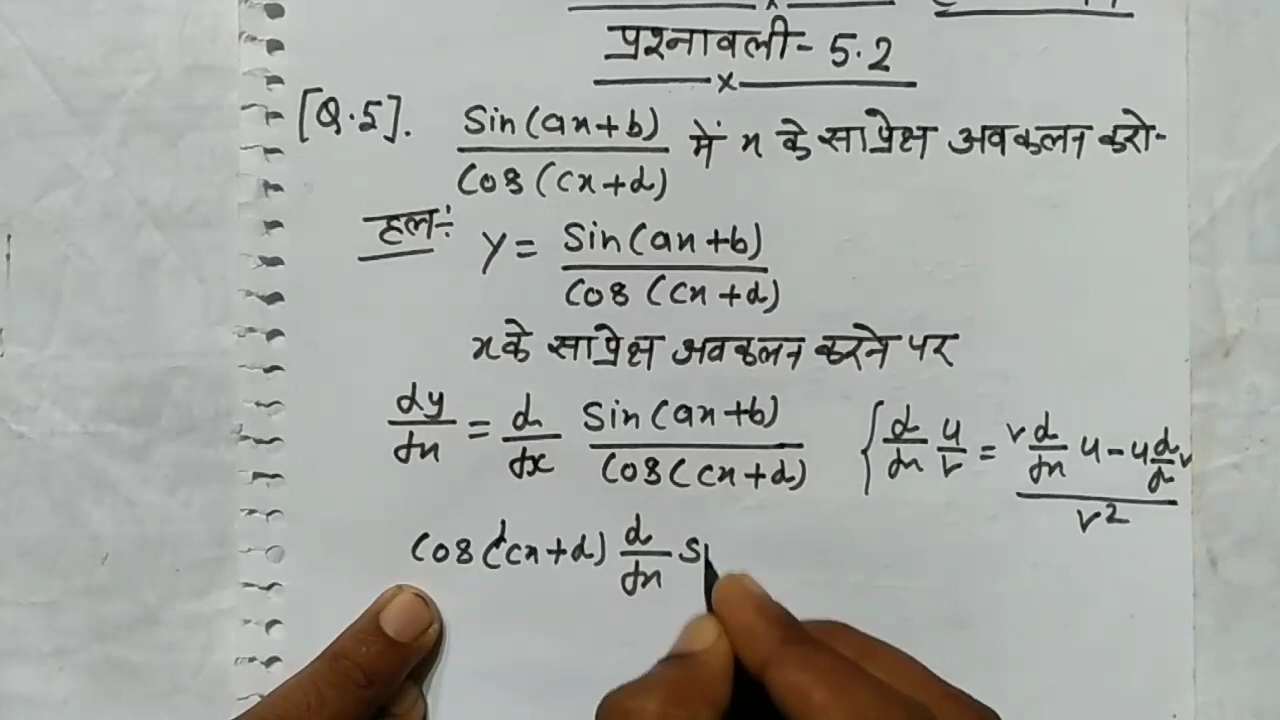 प्रश्नावली- 5.2
[Q.5]. Sin(ax+b) / Cos(cx+d) में x के साप्रेक्ष अवकलन करो-
हल÷ y = Sin(ax+b) / Cos(cx+d)
x के साप्रेक्ष अवकलन करने पर
dy/dx = d/dx Sin(ax+b) / Cos(cx+d) { d/dx u/v = (v d/dx u - u d/dx v) / v²
Cos(cx+d) d/dx S